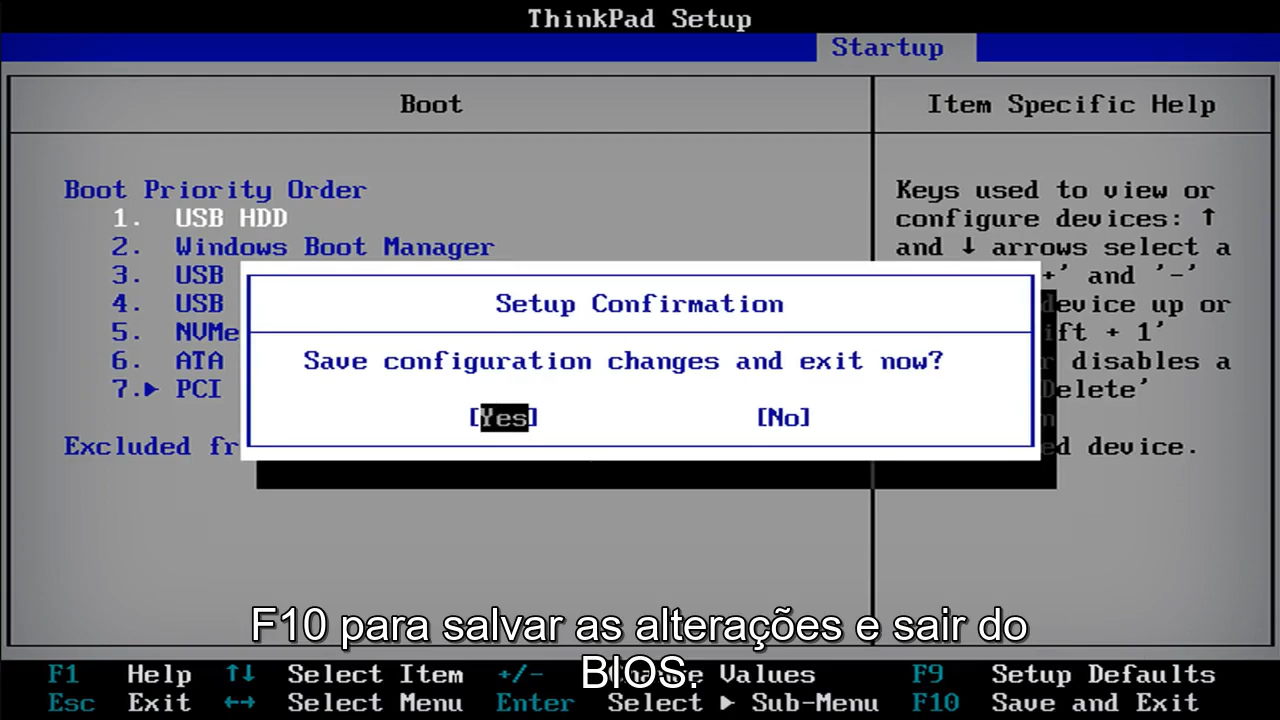 ThinkPad Setup
Startup
Boot
Item Specific Help
Boot Priority Order
1. USB HDD
2. Windows Boot Manager
3. USB
4. USB
5. NVMe
6. ATA
7.▶ PCI
Excluded fr
Keys used to view or
configure devices: ↑
and ↓ arrows select a
+' and '-'
device up or
ift + 1'
r disables a
Delete'
ed device.
Setup Confirmation
Save configuration changes and exit now?
[Yes] [No]
F10 para salvar as alterações e sair do
BIOS.
F1 Help ↑↓ Select Item +/- Change Values F9 Setup Defaults
Esc Exit ←→ Select Menu Enter Select ▶ Sub-Menu F10 Save and Exit